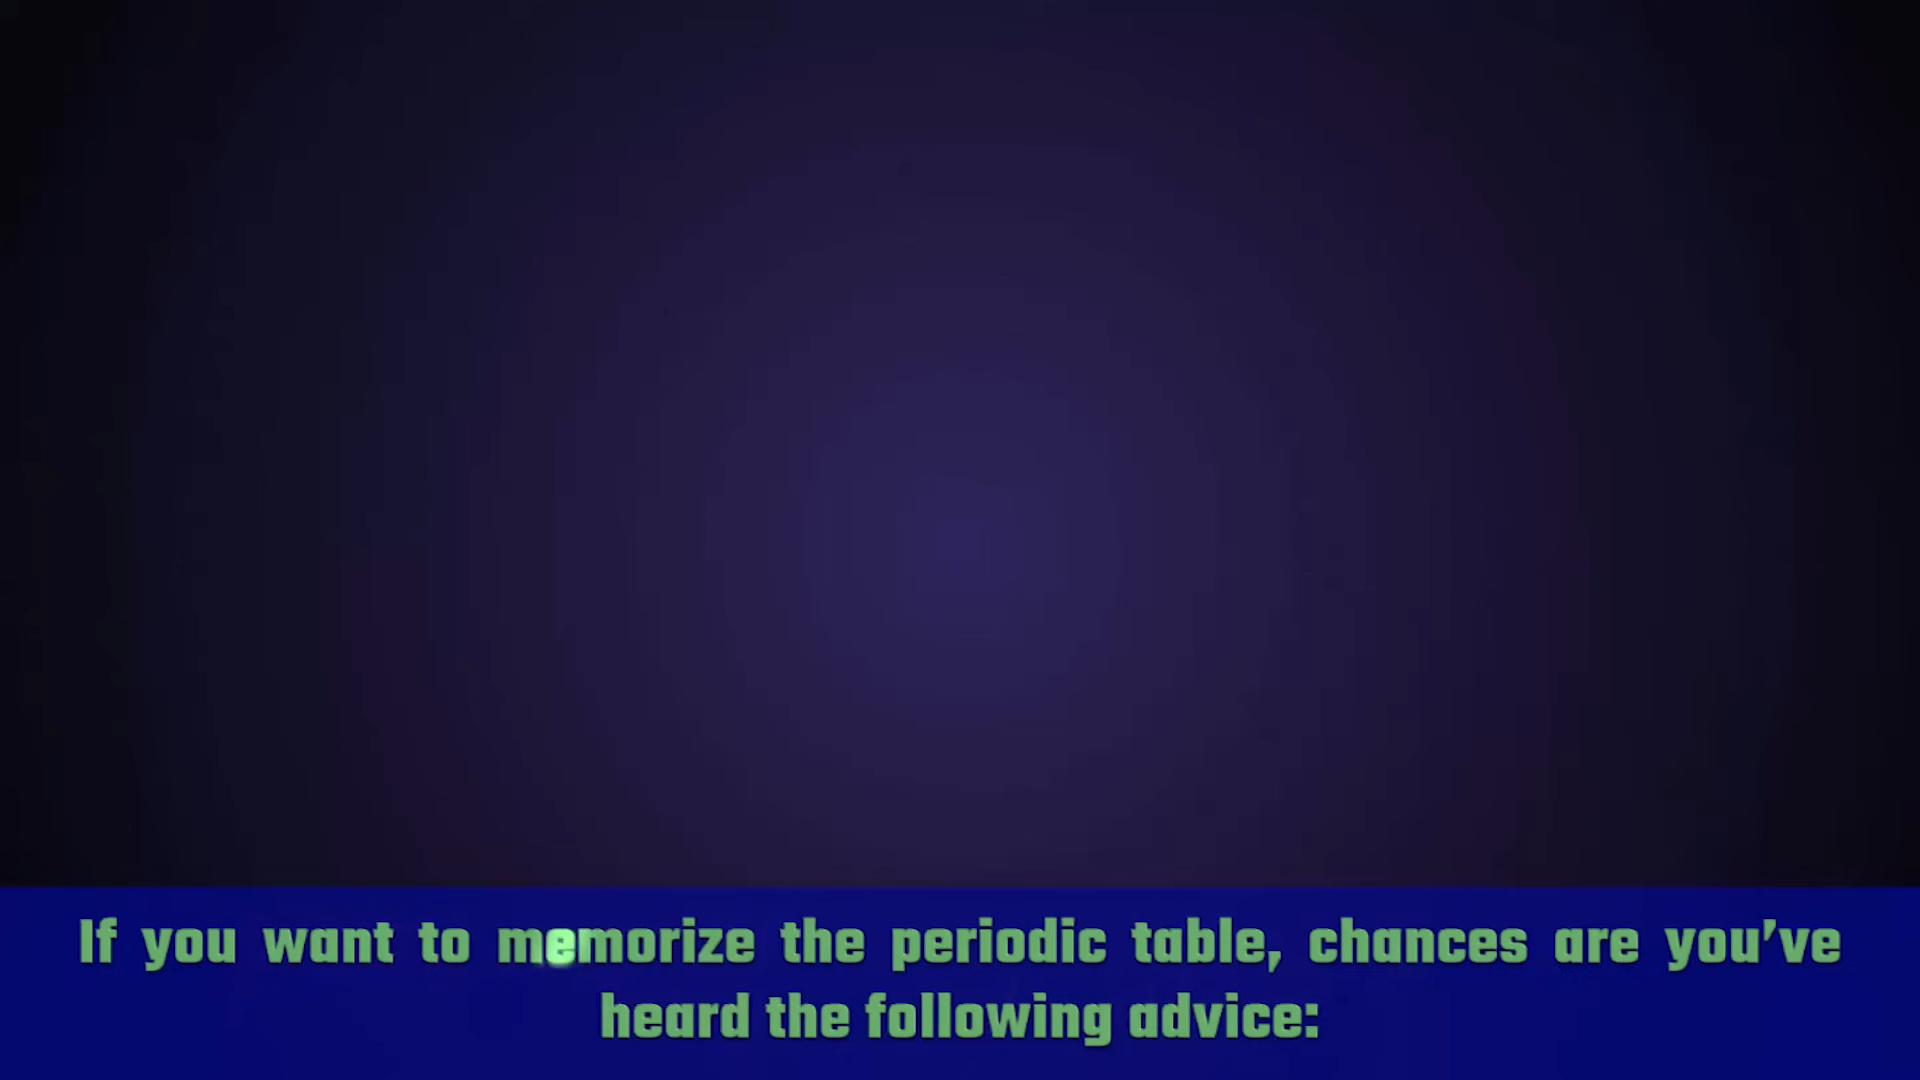 If you want to memorize the periodic table, chances are you’ve
heard the following advice: